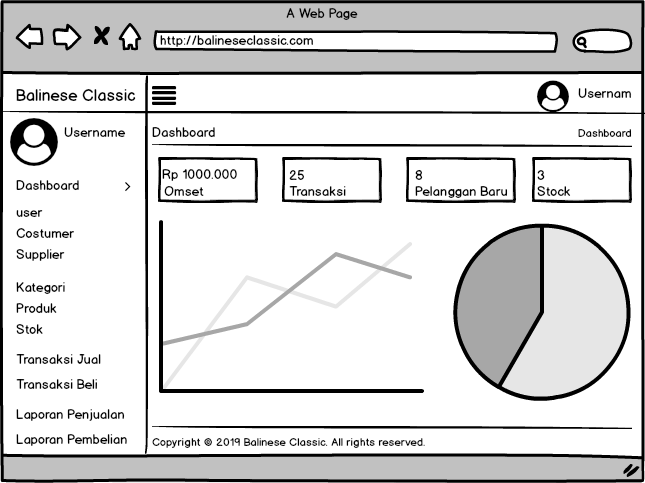 A Web Page
http://balineseclassic.com
Balinese Classic
Usernam
Username
Dashboard
user
Costumer
Supplier
Kategori
Produk
Stok
Transaksi Jual
Transaksi Beli
Laporan Penjualan
Laporan Pembelian
Dashboard
Dashboard
Rp 1000.000
Omset
25
Transaksi
8
Pelanggan Baru
3
Stock
Copyright © 2019 Balinese Classic. All rights reserved.